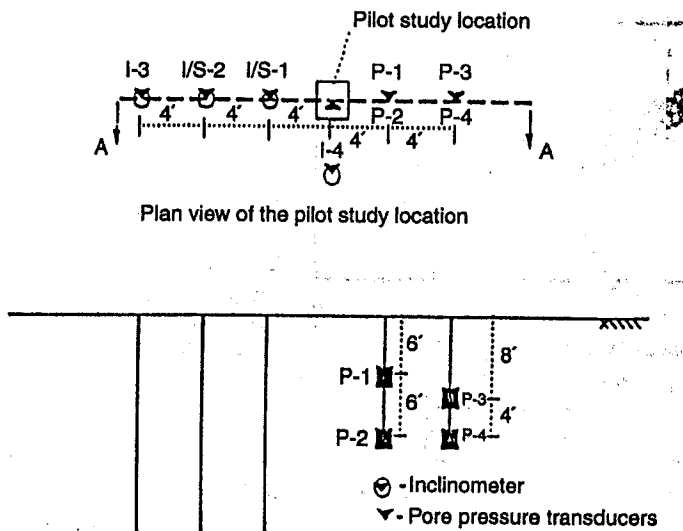 Pilot study location
I-3 I/S-2 I/S-1 P-1 P-3
4′ 4′ 4′ P-2 P-4
A I-4 4′ 4′ A
Plan view of the pilot study location
6′ 8′
P-1
6′ P-3 4′
P-2 P-4
-Inclinometer
- Pore pressure transducers